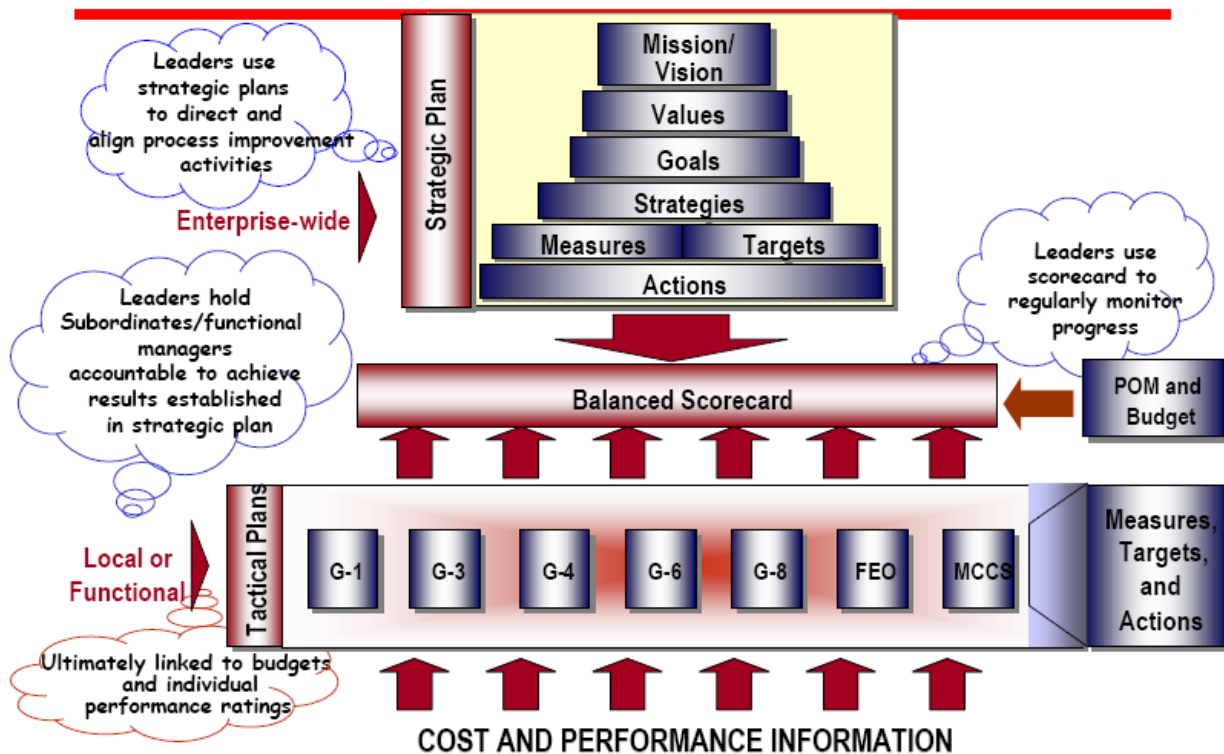 Leaders use
strategic plans
to direct and
align process improvement
activities
Enterprise-wide
Strategic Plan
Mission/
Vision
Values
Goals
Strategies
Measures
Targets
Actions
Leaders use
scorecard to
regularly monitor
progress
Leaders hold
Subordinates/functional
managers
accountable to achieve
results established
in strategic plan
Balanced Scorecard
POM and
Budget
Local or
Functional
Tactical Plans
G-1
G-3
G-4
G-6
G-8
FEO
MCCS
Measures,
Targets,
and
Actions
Ultimately linked to budgets
and individual
performance ratings
COST AND PERFORMANCE INFORMATION